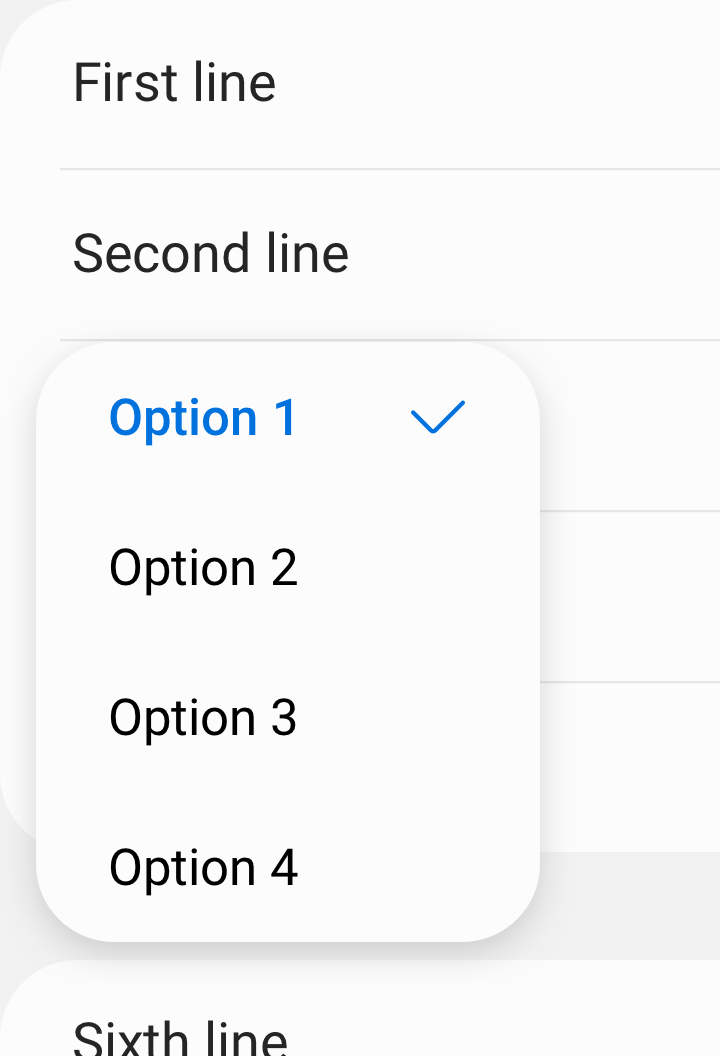 First line
Second line
Option 1
Option 2
Option 3
Option 4
Sixth line